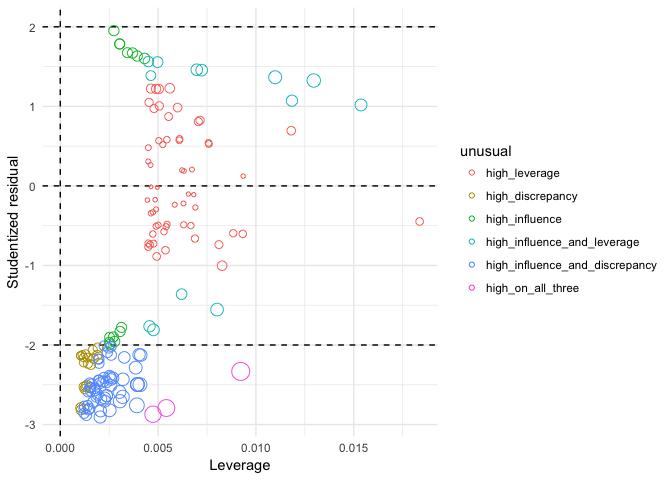 2
1
0
-1
-2
-3
Studentized residual
0.000
0.005
0.010
0.015
Leverage
unusual
high_leverage
high_discrepancy
high_influence
high_influence_and_leverage
high_influence_and_discrepancy
high_on_all_three